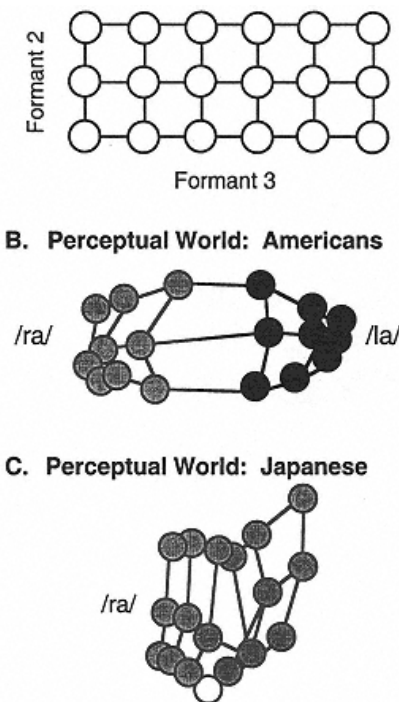 Formant 2
Formant 3
B. Perceptual World: Americans
/ra/
/la/
C. Perceptual World: Japanese
/ra/